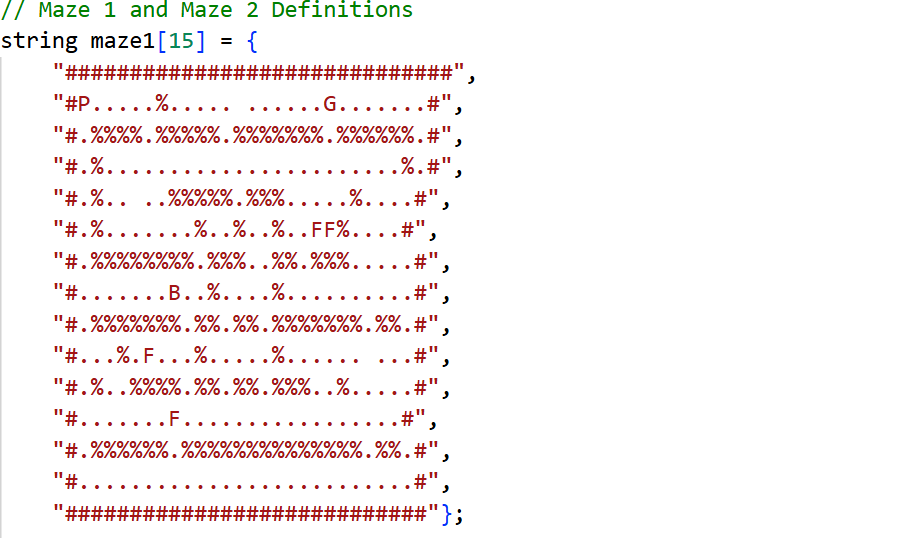 // Maze 1 and Maze 2 Definitions
string maze1[15] = {
"##############################",
"#P.....%..... ......G.......#",
"#.%%%%.%%%%%.%%%%%%%.%%%%%%.#",
"#.%.......................%.#",
"#.%.. ..%%%%%.%%%.....%....#",
"#.%.......%..%..%..FF%....#",
"#.%%%%%%%%.%%%..%%.%%%.....#",
"#.......B..%....%..........#",
"#.%%%%%%%.%%.%%.%%%%%%%.%%.#",
"#...%.F...%.....%...... ...#",
"#.%..%%%%.%%.%%.%%%..%.....#",
"#.......F.................#",
"#.%%%%%%.%%%%%%%%%%%%%%.%%.#",
"#..........................#",
"############################"};